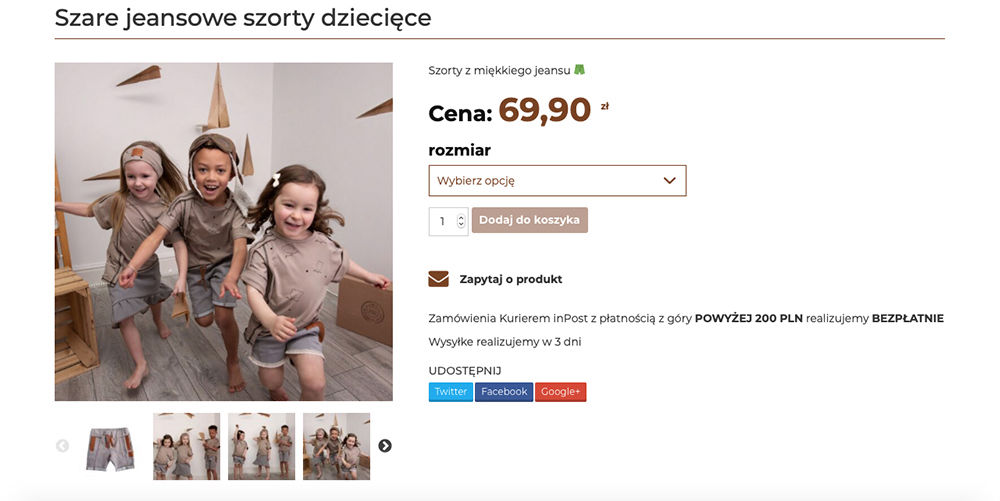 Szare jeansowe szorty dziecięce
Szorty z miękkiego jeansu
Cena: 69,90 zł
rozmiar
Wybierz opcję
1
Dodaj do koszyka
Zapytaj o produkt
Zamówienia Kurierem inPost z płatnością z góry POWYŻEJ 200 PLN realizujemy BEZPŁATNIE
Wysyłke realizujemy w 3 dni
UDOSTĘPNIJ
Twitter Facebook Google+